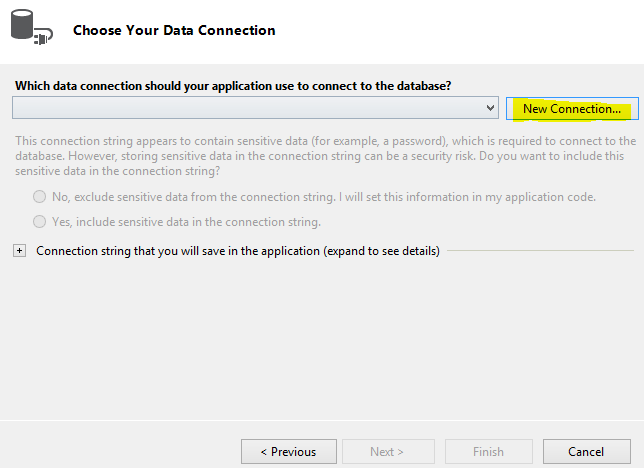 Choose Your Data Connection
Which data connection should your application use to connect to the database?
New Connection...
This connection string appears to contain sensitive data (for example, a password), which is required to connect to the
database. However, storing sensitive data in the connection string can be a security risk. Do you want to include this
sensitive data in the connection string?
No, exclude sensitive data from the connection string. I will set this information in my application code.
Yes, include sensitive data in the connection string.
Connection string that you will save in the application (expand to see details)
< Previous
Next >
Finish
Cancel